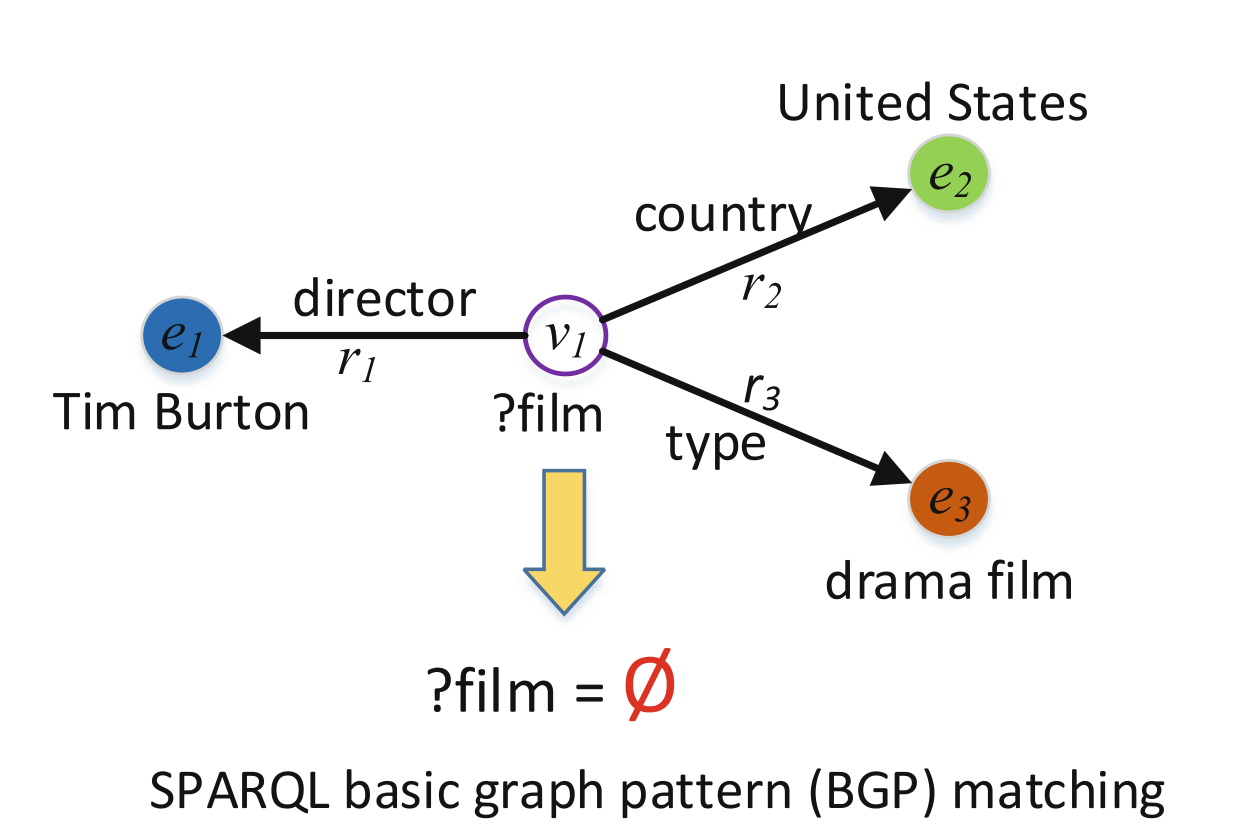 United States
e2
country
r2
director
e1
r1
v1
Tim Burton
?film
r3
type
e3
drama film
?film = Ø
SPARQL basic graph pattern (BGP) matching